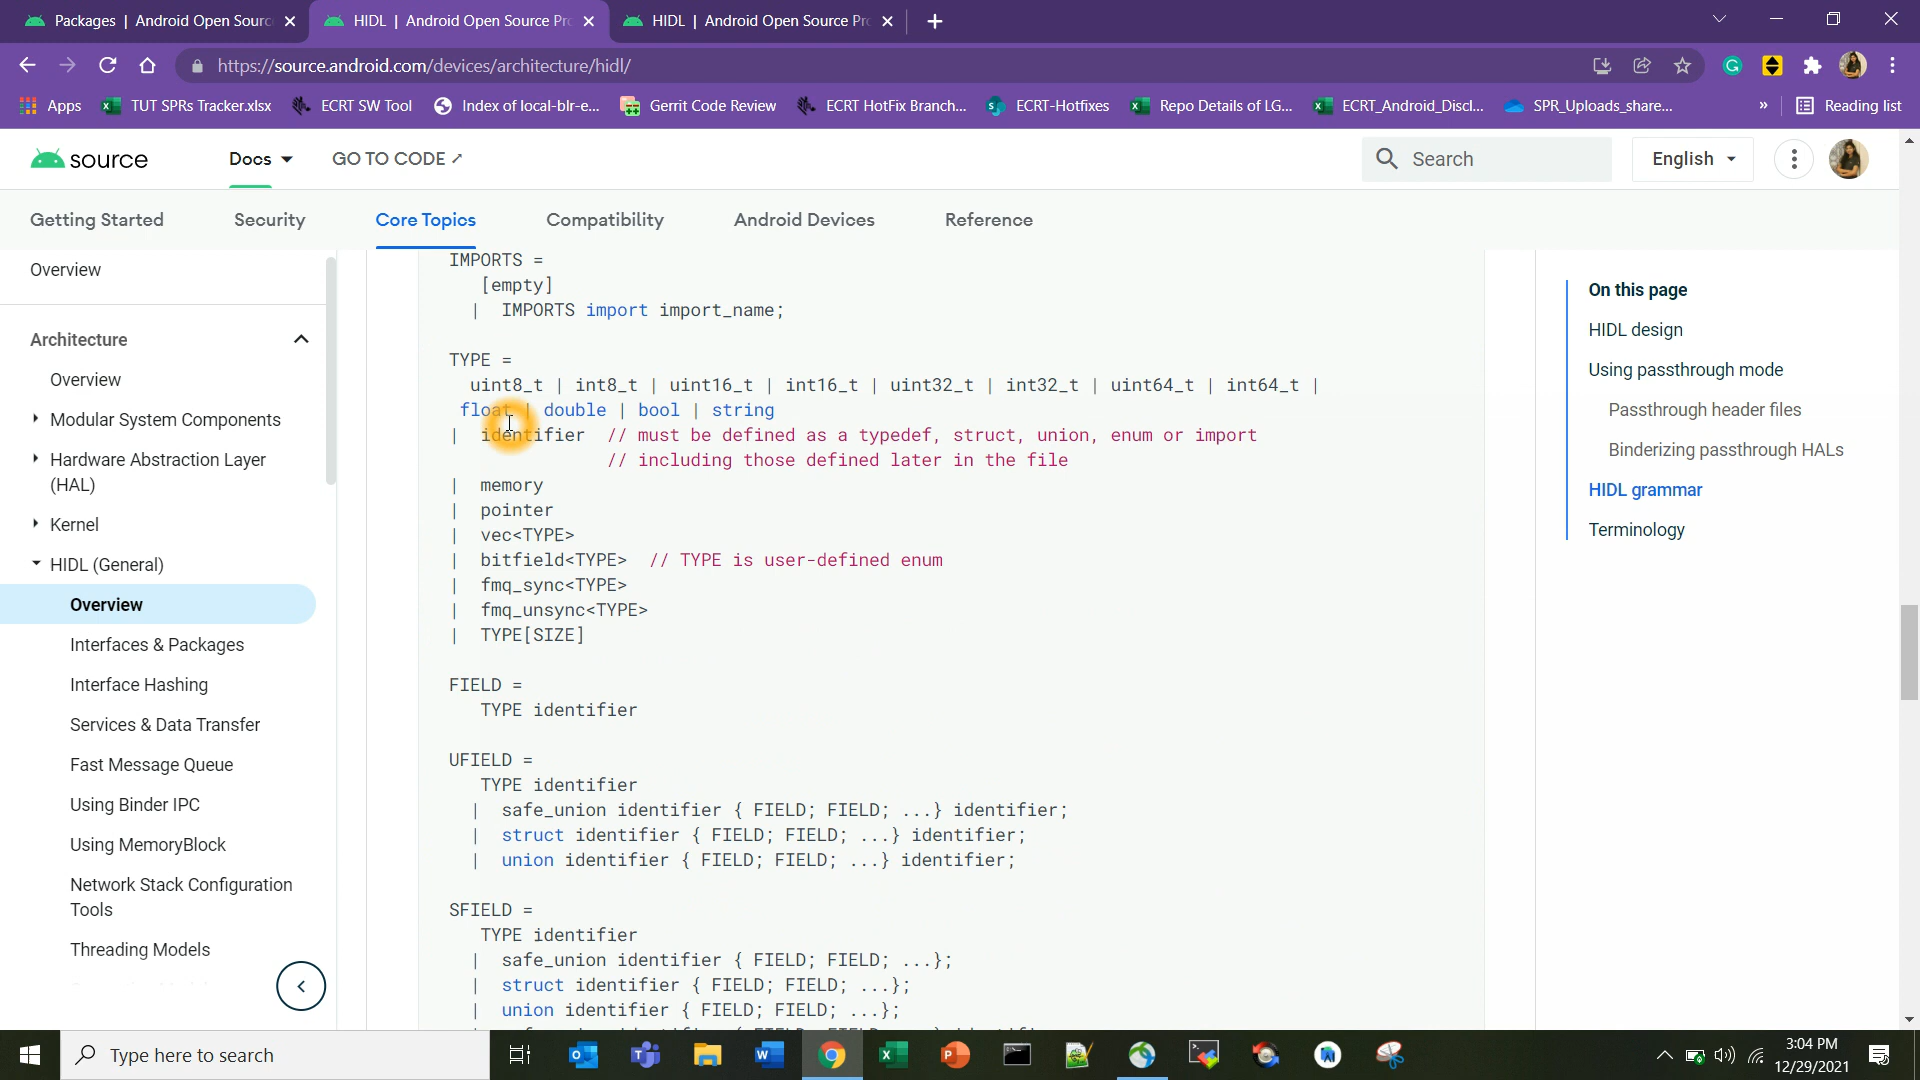 Packages | Android Open Sourc
HIDL | Android Open Source Pr
HIDL | Android Open Source Pr
https://source.android.com/devices/architecture/hidl/
Apps
TUT SPRs Tracker.xlsx
ECRT SW Tool
Index of local-blr-e...
Gerrit Code Review
ECRT HotFix Branch...
ECRT-Hotfixes
Repo Details of LG...
ECRT_Android_Discl...
SPR_Uploads_share...
»
Reading list
source
Docs
GO TO CODE ↗
Search
English
Getting Started
Security
Core Topics
Compatibility
Android Devices
Reference
Overview
Architecture
Overview
Modular System Components
Hardware Abstraction Layer
(HAL)
Kernel
HIDL (General)
Overview
Interfaces & Packages
Interface Hashing
Services & Data Transfer
Fast Message Queue
Using Binder IPC
Using MemoryBlock
Network Stack Configuration
Tools
Threading Models
IMPORTS =
[empty]
| IMPORTS import import_name;
TYPE =
uint8_t | int8_t | uint16_t | int16_t | uint32_t | int32_t | uint64_t | int64_t |
float | double | bool | string
| identifier // must be defined as a typedef, struct, union, enum or import
// including those defined later in the file
| memory
| pointer
| vec<TYPE>
| bitfield<TYPE> // TYPE is user-defined enum
| fmq_sync<TYPE>
| fmq_unsync<TYPE>
| TYPE[SIZE]
FIELD =
TYPE identifier
UFIELD =
TYPE identifier
| safe_union identifier { FIELD; FIELD; ...} identifier;
| struct identifier { FIELD; FIELD; ...} identifier;
| union identifier { FIELD; FIELD; ...} identifier;
SFIELD =
TYPE identifier
| safe_union identifier { FIELD; FIELD; ...};
| struct identifier { FIELD; FIELD; ...};
| union identifier { FIELD; FIELD; ...};
On this page
HIDL design
Using passthrough mode
Passthrough header files
Binderizing passthrough HALs
HIDL grammar
Terminology
Type here to search
3:04 PM
12/29/2021